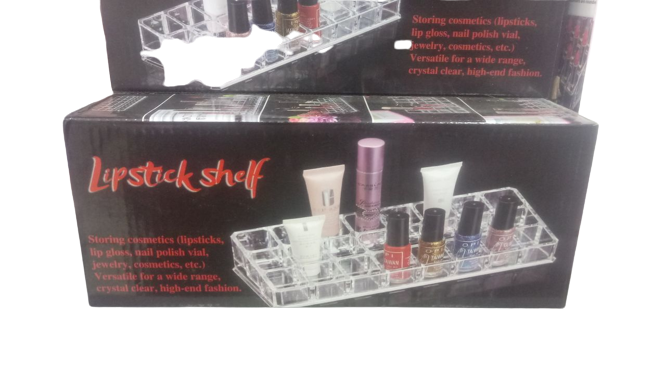 Storing cosmetics (lipsticks,
lip gloss, nail polish vial,
jewelry, cosmetics, etc.)
Versatile for a wide range,
crystal clear, high-end fashion.
Lipstick shelf
Storing cosmetics (lipsticks,
lip gloss, nail polish vial,
jewelry, cosmetics, etc.)
Versatile for a wide range,
crystal clear, high-end fashion.